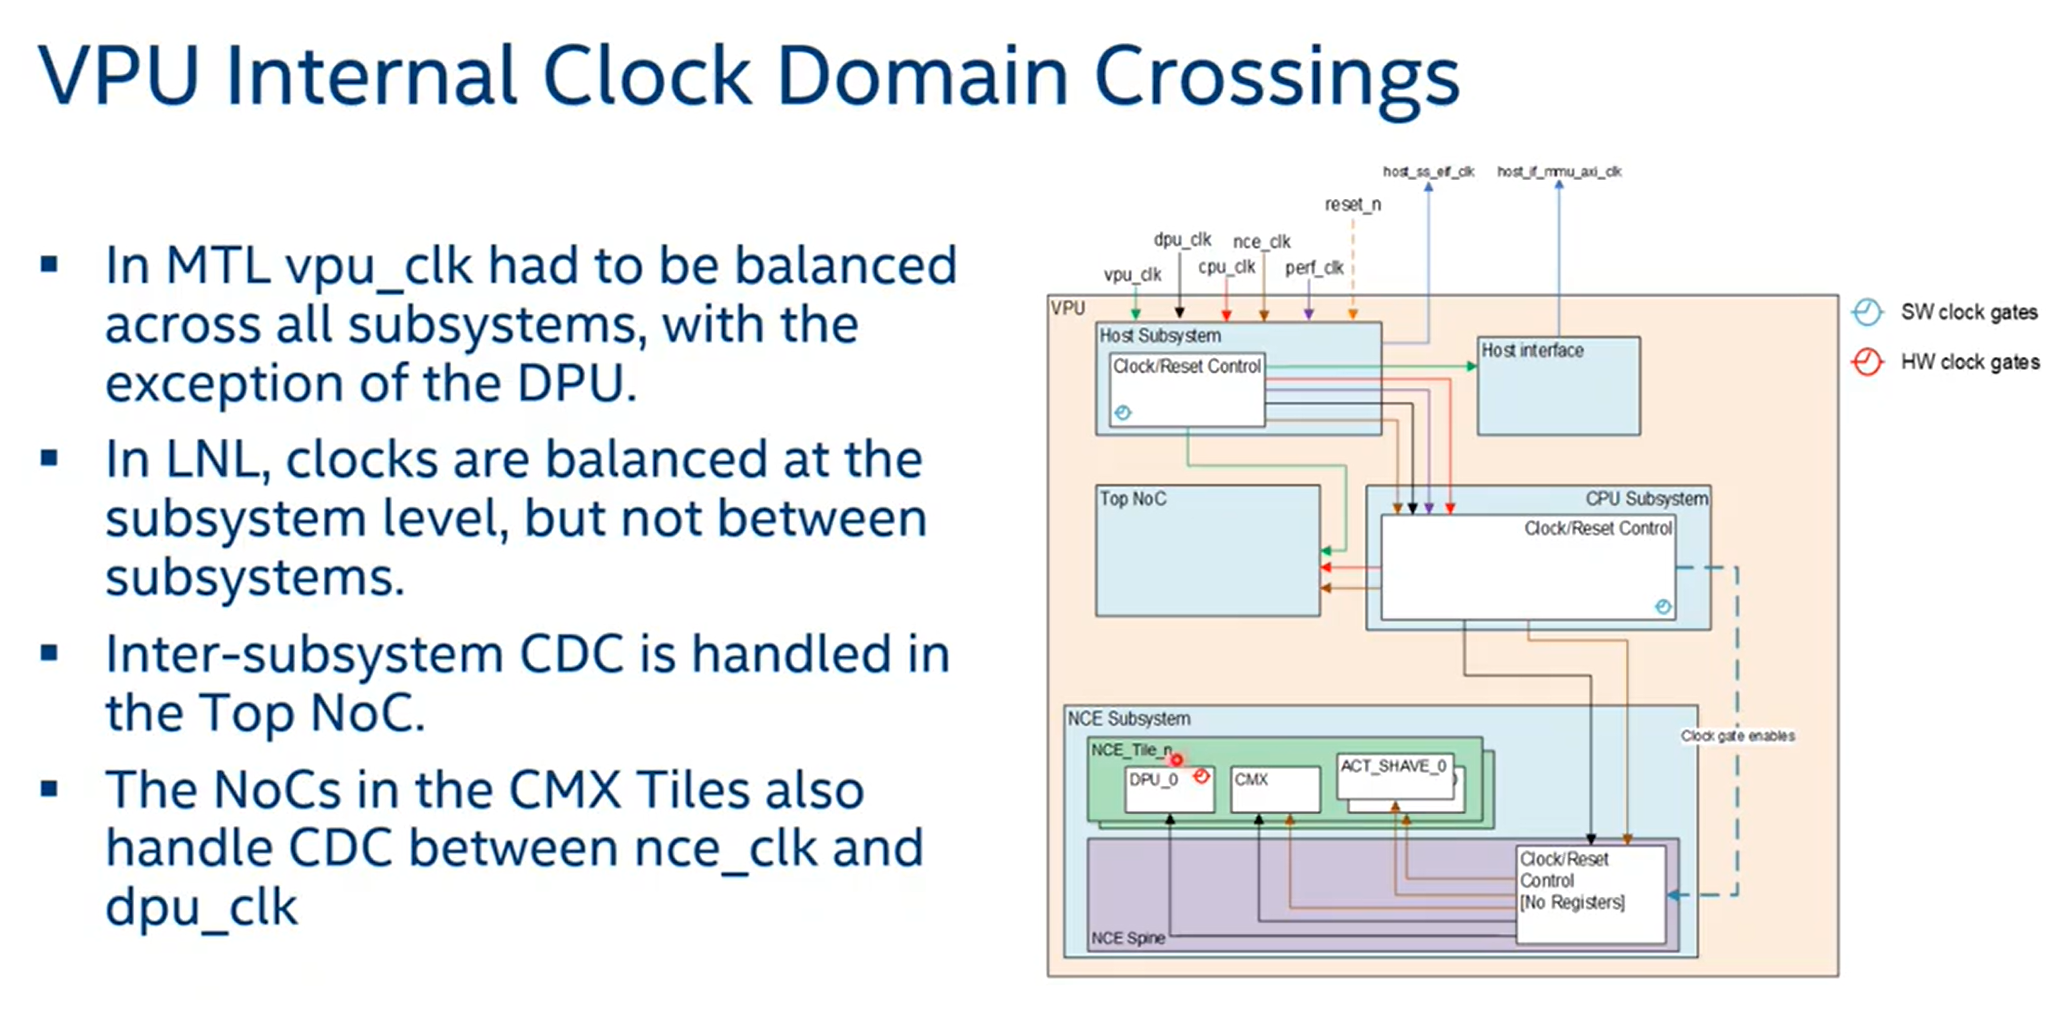 VPU Internal Clock Domain Crossings
▪ In MTL vpu_clk had to be balanced
across all subsystems, with the
exception of the DPU.
▪ In LNL, clocks are balanced at the
subsystem level, but not between
subsystems.
▪ Inter-subsystem CDC is handled in
the Top NoC.
▪ The NoCs in the CMX Tiles also
handle CDC between nce_clk and
dpu_clk
host_ss_elf_clk host_if_mmu_axi_clk
reset_n
dpu_clk nce_clk
vpu_clk cpu_clk perf_clk
VPU
Host Subsystem
Clock/Reset Control
Host interface
SW clock gates
HW clock gates
Top NoC
CPU Subsystem
Clock/Reset Control
NCE Subsystem
Clock gate enables
NCE_Tile_n
DPU_0
CMX
ACT_SHAVE_0
Clock/Reset
Control
[No Registers]
NCE Spine